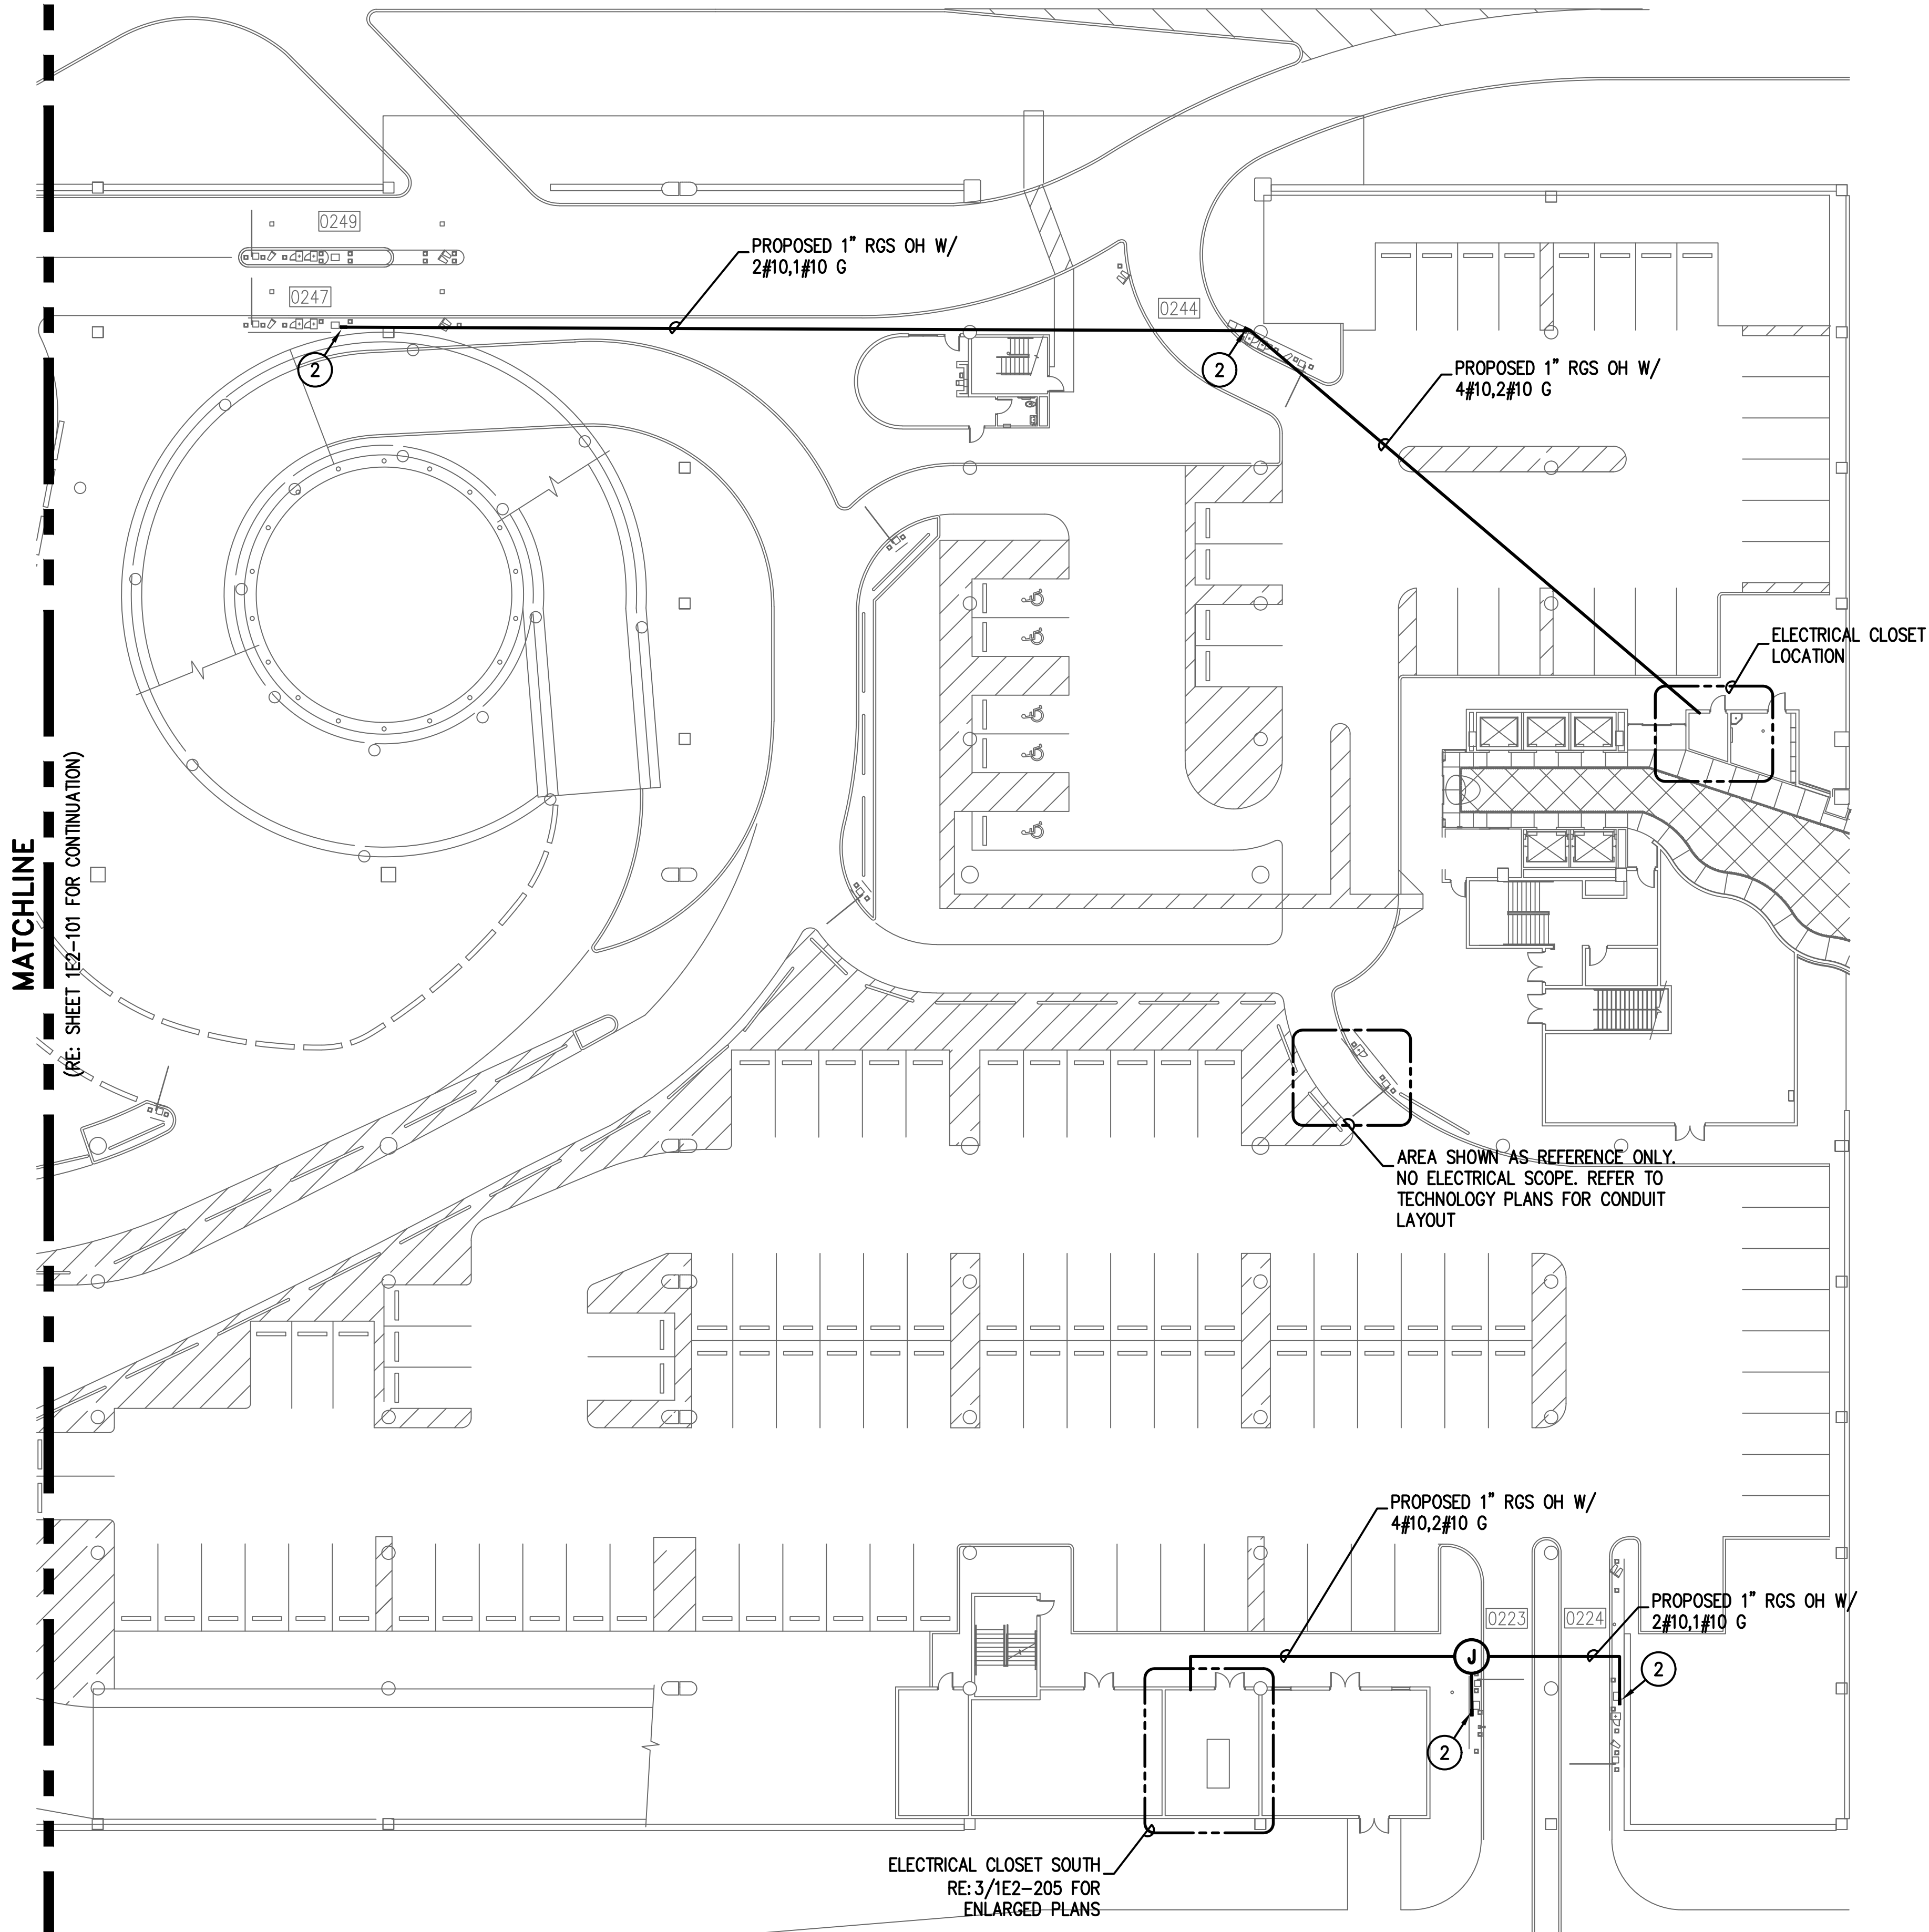 0249
PROPOSED 1" RGS OH W/
2#10,1#10 G
0247
0244
2
2
PROPOSED 1" RGS OH W/
4#10,2#10 G
ELECTRICAL CLOSET
LOCATION
MATCHLINE
(RE: SHEET 1E2-101 FOR CONTINUATION)
AREA SHOWN AS REFERENCE ONLY.
NO ELECTRICAL SCOPE. REFER TO
TECHNOLOGY PLANS FOR CONDUIT
LAYOUT
PROPOSED 1" RGS OH W/
4#10,2#10 G
PROPOSED 1" RGS OH W/
2#10,1#10 G
0223
0224
J
2
2
ELECTRICAL CLOSET SOUTH
RE:3/1E2-205 FOR
ENLARGED PLANS